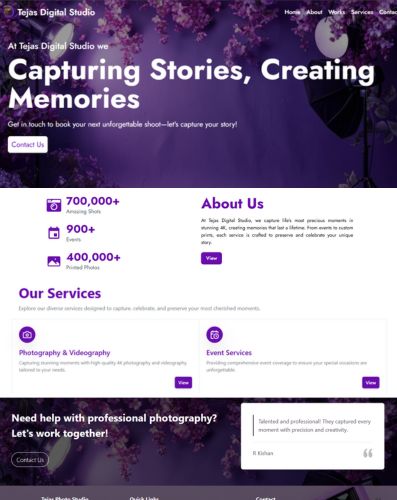 Tejas Digital Studio
Home About Works Services Contac
At Tejas Digital Studio we
Capturing Stories, Creating
Memories
Get in touch to book your next unforgettable shoot—let's capture your story!
Contact Us
700,000+
Amazing Shots
900+
Events
400,000+
Printed Photos
About Us
At Tejas Digital Studio, we capture life's most precious moments in
stunning 4K, creating memories that last a lifetime. From events to custom
prints, each service is crafted to preserve and celebrate your unique
story.
View
Our Services
Explore our diverse services designed to capture, celebrate, and preserve your most cherished moments.
Photography & Videography
Capturing stunning moments with high-quality 4K photography and videography,
tailored to your needs.
View
Event Services
Providing comprehensive event coverage to ensure your special occasions are
unforgettable.
View
Need help with professional photography?
Let's work together!
Contact Us
Talented and professional! They captured every
moment with precision and creativity.
R Kishan
Tejas Photo Studio Quick Links Contact